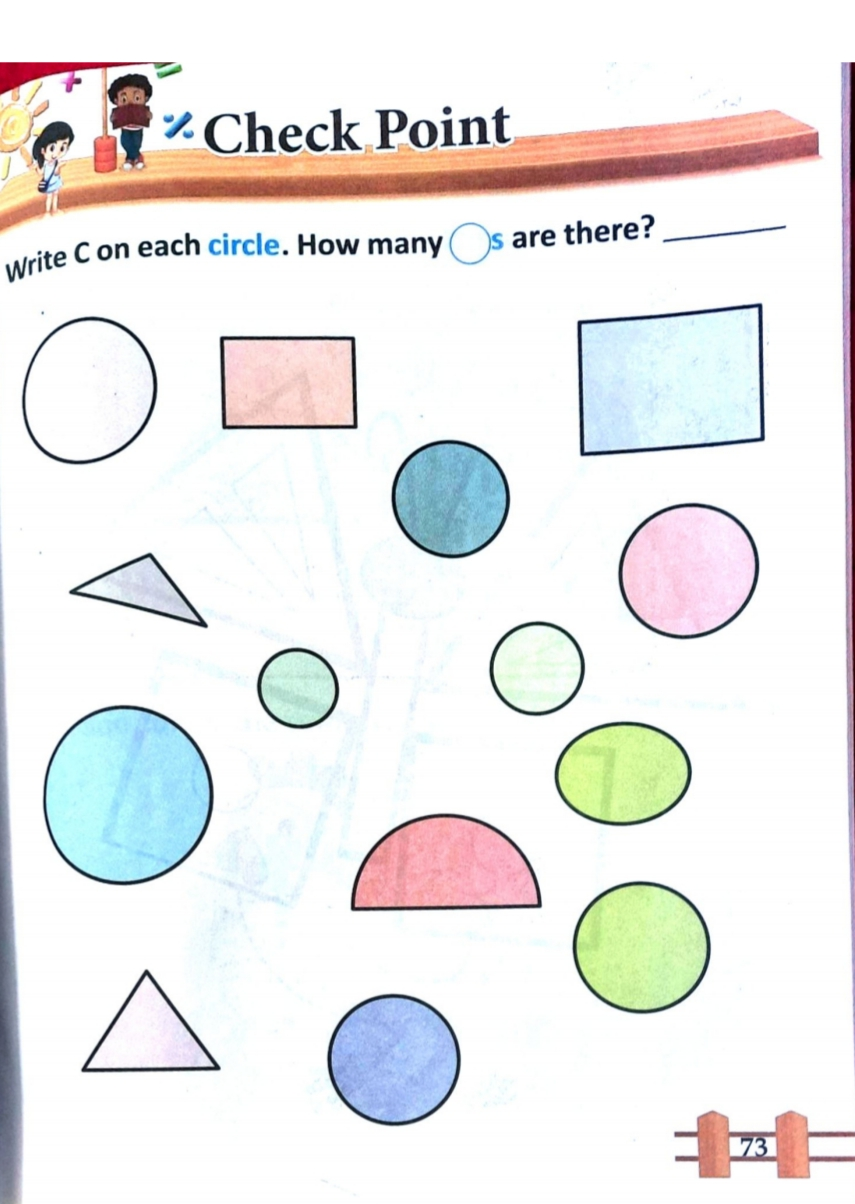 Check Point
Write C on each circle. How many s are there?
73